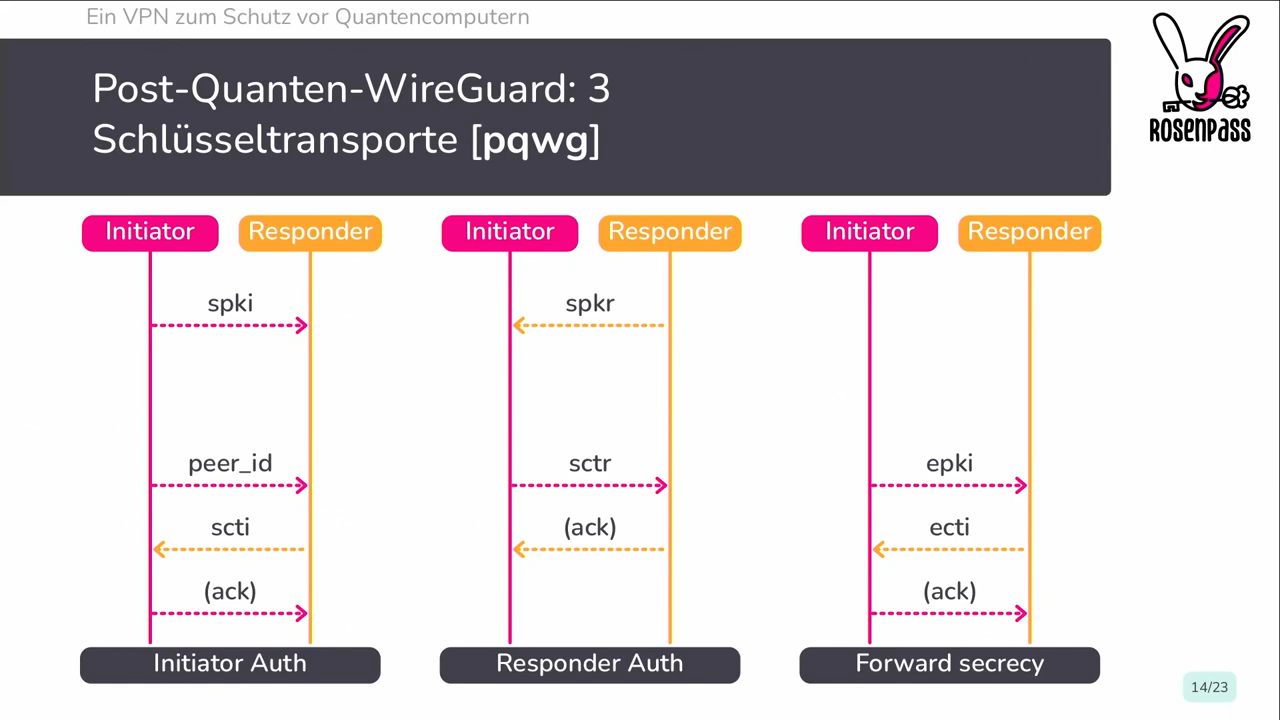 Ein VPN zum Schutz vor Quantencomputern
Post-Quanten-WireGuard: 3
Schlüsseltransporte [pqwg]
ROSENPASS
Initiator
Responder
spki
peer_id
scti
(ack)
Initiator Auth
Initiator
Responder
spkr
sctr
(ack)
Responder Auth
Initiator
Responder
epki
ecti
(ack)
Forward secrecy
14/23